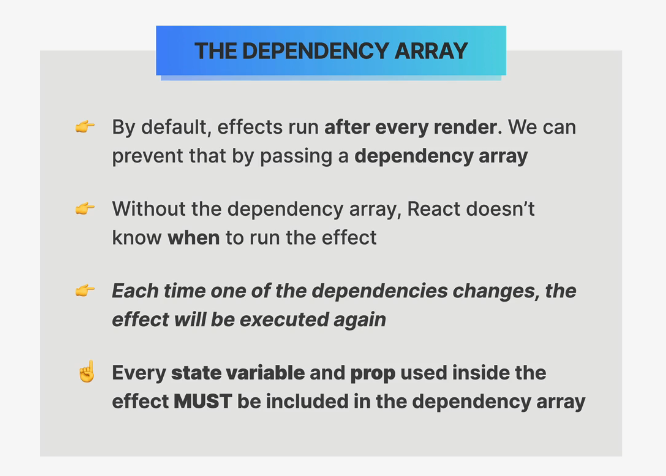 THE DEPENDENCY ARRAY
👉 By default, effects run after every render. We can
prevent that by passing a dependency array
👉 Without the dependency array, React doesn’t
know when to run the effect
👉 Each time one of the dependencies changes, the
effect will be executed again
☝️ Every state variable and prop used inside the
effect MUST be included in the dependency array